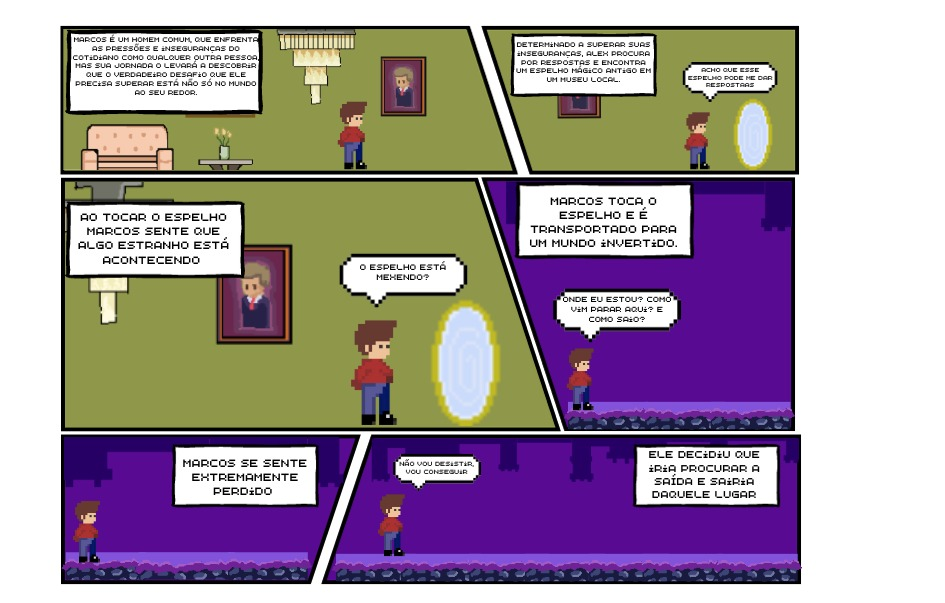 MARCOS É UM HOMEM COMUM, QUE ENFRENTA
AS PRESSÕES E INSEGURANÇAS DO
COTIDIANO COMO QUALQUER OUTRA PESSOA,
MAS SUA JORNADA O LEVARÁ A DESCOBRIR
QUE O VERDADEIRO DESAFIO QUE ELE
PRECISA SUPERAR ESTÁ NÃO SÓ NO MUNDO
AO SEU REDOR.
DETERMINADO A SUPERAR SUAS
INSEGURANÇAS, ALEX PROCURA
POR RESPOSTAS E ENCONTRA
UM ESPELHO MÁGICO ANTIGO EM
UM MUSEU LOCAL.
ACHO QUE ESSE
ESPELHO PODE ME DAR
RESPOSTAAS
AO TOCAR O ESPELHO
MARCOS SENTE QUE
ALGO ESTRANHO ESTÁ
ACONTECENDO
O ESPELHO ESTÁ
MEXENDO?
MARCOS TOCA O
ESPELHO E É
TRANSPORTADO PARA
UM MUNDO INVERTIDO.
ONDE EU ESTOU? COMO
VIM PARAR AQUI? E
COMO SAIO?
MARCOS SE SENTE
EXTREMAMENTE
PERDIDO
NÃO VOU DESISTIR,
VOU CONSEGUIR
ELE DECIDIU QUE
IRIA PROCURAR A
SAÍDA E SAIRIA
DAQUELE LUGAR